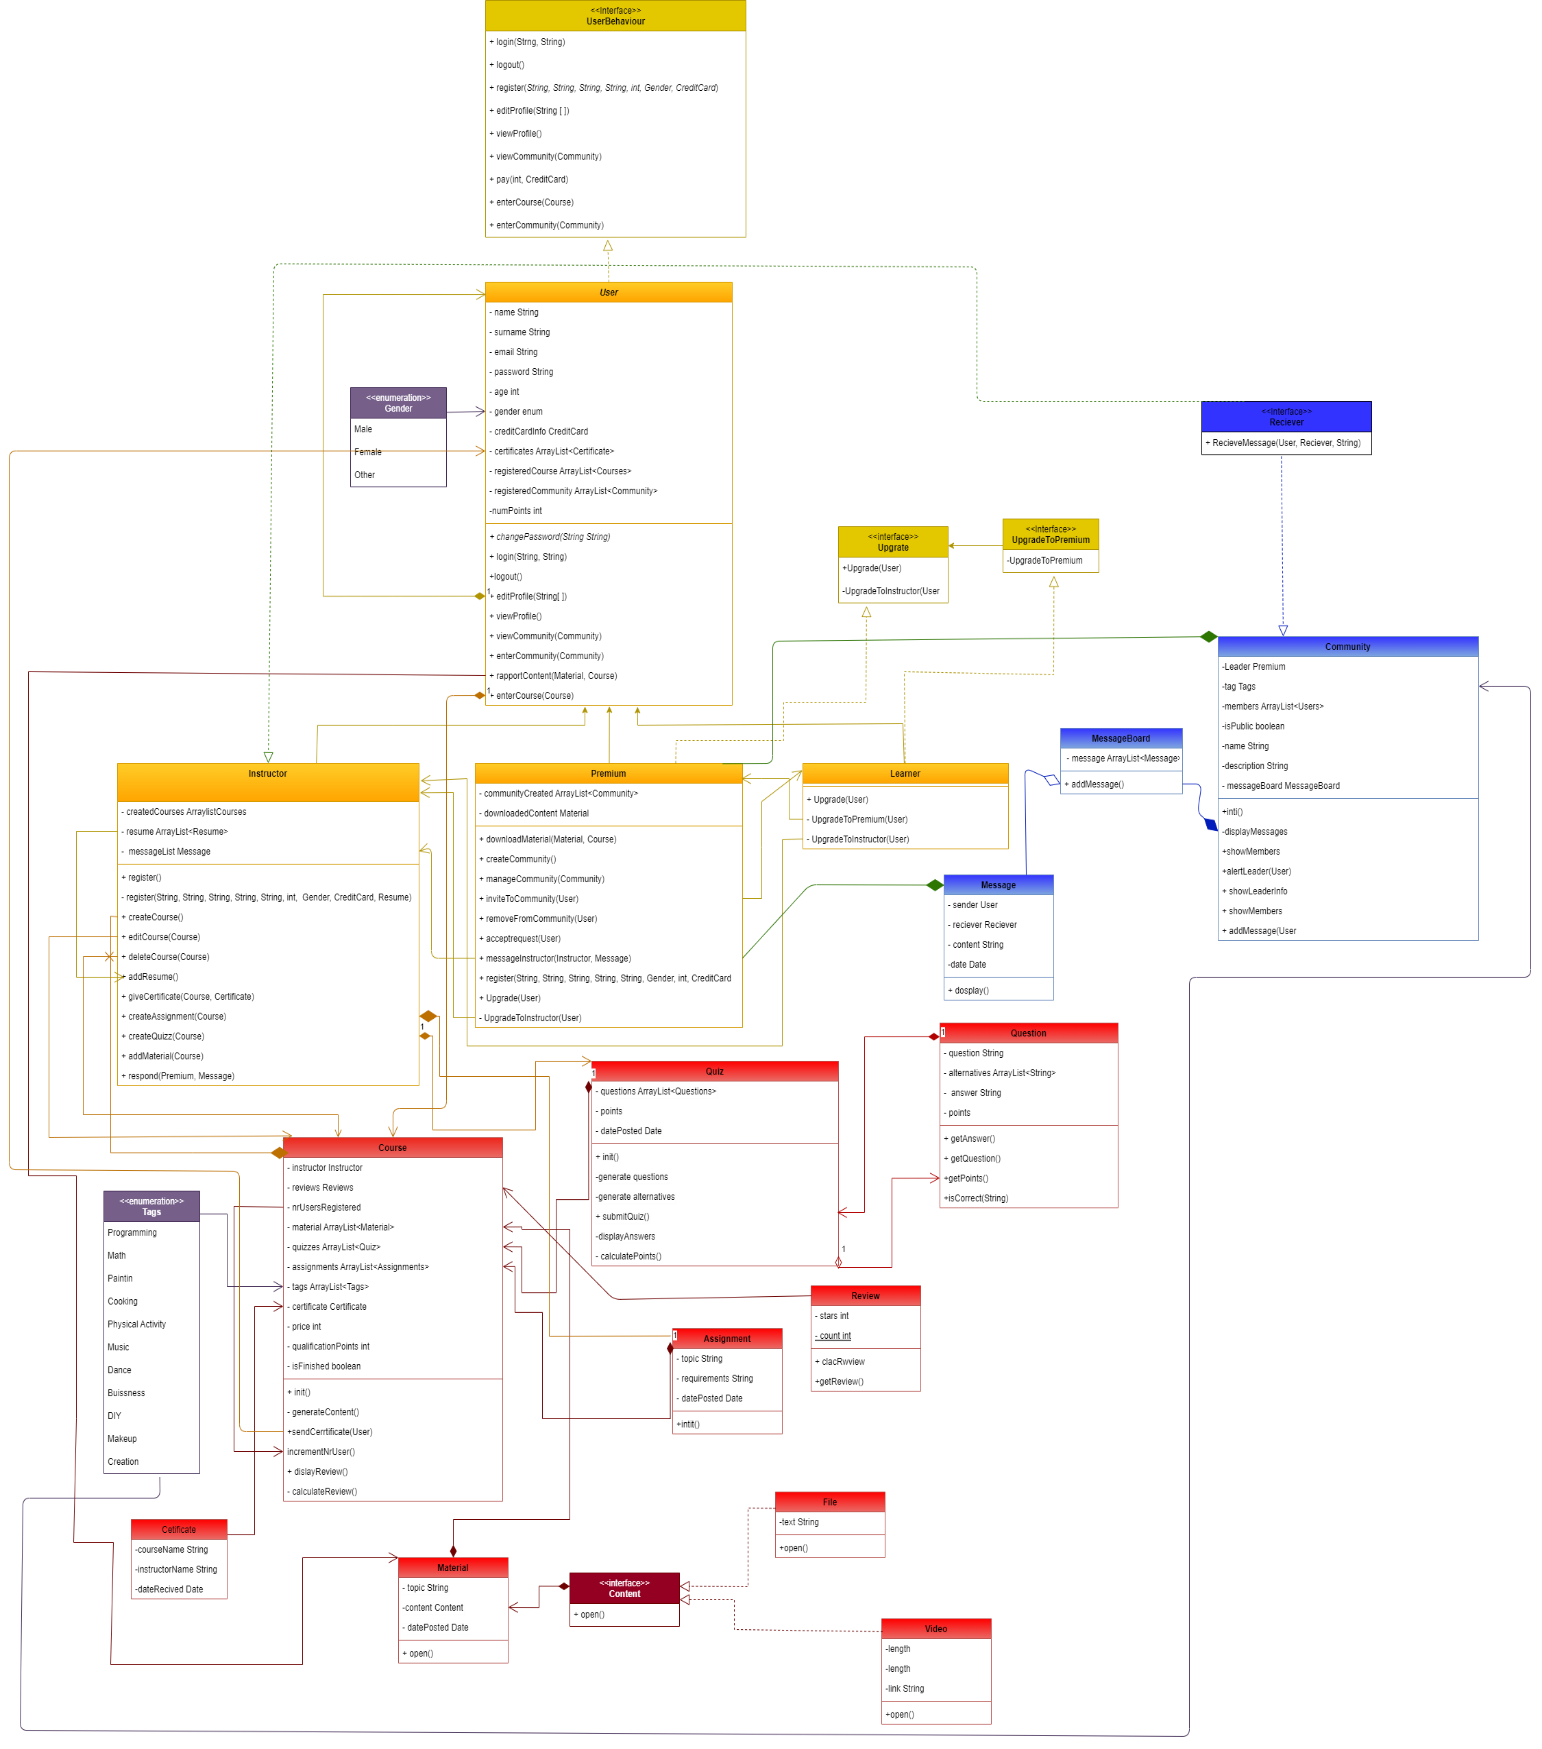 <<Interface>>
UserBehaviour
+ login(Strng, String)
+ logout()
+ register(String, String, String, String, int, Gender, CreditCard)
+ editProfile(String [ ])
+ viewProfile()
+ viewCommunity(Community)
+ pay(int, CreditCard)
+ enterCourse(Course)
+ enterCommunity(Community)
User
- name String
- surname String
- email String
- password String
- age int
- gender enum
- creditCardInfo CreditCard
- certificates ArrayList<Certificate>
- registeredCourse ArrayList<Courses>
- registeredCommunity ArrayList<Community>
-numPoints int
+ changePassword(String String)
+ login(String, String)
+logout()
1
+ editProfile(String[ ])
+ viewProfile()
+ viewCommunity(Community)
+ enterCommunity(Community)
+ rapportContent(Material, Course)
1
+ enterCourse(Course)
<<enumeration>>
Gender
Male
Female
Other
<<Interface>>
Reciever
+ RecieveMessage(User, Reciever, String)
<<interface>>
Upgrate
+Upgrade(User)
-UpgradeToInstructor(User
<<Interface>>
UpgradeToPremium
-UpgradeToPremium
Community
-Leader Premium
-tag Tags
-members ArrayList<Users>
-isPublic boolean
-name String
-description String
- messageBoard MessageBoard
+inti()
-displayMessages
+showMembers
+alertLeader(User)
+ showLeaderInfo
+ showMembers
+ addMessage(User
MessageBoard
- message ArrayList<Message>
+ addMessage()
Instructor
- createdCourses ArraylistCourses
- resume ArrayList<Resume>
- messageList Message
+ register()
- register(String, String, String, String, String, int, Gender, CreditCard, Resume)
+ createCourse()
+ editCourse(Course)
+ deleteCourse(Course)
+ addResume()
+ giveCertificate(Course, Certificate)
+ createAssignment(Course)
1
+ createQuizz(Course)
+ addMaterial(Course)
+ respond(Premium, Message)
Premium
- communityCreated ArrayList<Community>
- downloadedContent Material
+ downloadMaterial(Material, Course)
+ createCommunity()
+ manageCommunity(Community)
+ inviteToCommunity(User)
+ removeFromCommunity(User)
+ acceptrequest(User)
+ messageInstructor(Instructor, Message)
+ register(String, String, String, String, String, Gender, int, CreditCard
+ Upgrade(User)
- UpgradeToInstructor(User)
Learner
+ Upgrade(User)
- UpgradeToPremium(User)
- UpgradeToInstructor(User)
Message
- sender User
- reciever Reciever
- content String
-date Date
+ dosplay()
1
Question
- question String
- alternatives ArrayList<String>
- answer String
- points
+ getAnswer()
+ getQuestion()
+getPoints()
+isCorrect(String)
1
Quiz
- questions ArrayList<Questions>
- points
- datePosted Date
+ init()
-generate questions
-generate alternatives
+ submitQuiz()
-displayAnswers
- calculatePoints()
1
Course
- instructor Instructor
- reviews Reviews
- nrUsersRegistered
- material ArrayList<Material>
- quizzes ArrayList<Quiz>
- assignments ArrayList<Assignments>
- tags ArrayList<Tags>
- certificate Certificate
- price int
- qualificationPoints int
- isFinished boolean
+ init()
- generateContent()
+sendCerrtificate(User)
incrementNrUser()
+ dislayReview()
- calculateReview()
<<enumeration>>
Tags
Programming
Math
Paintin
Cooking
Physical Activity
Music
Dance
Buissness
DIY
Makeup
Creation
Review
- stars int
- count int
+ clacRwview
+getReview()
1
Assignment
- topic String
- requirements String
- datePosted Date
+intit()
Cetificate
-courseName String
-instructorName String
-dateRecived Date
Material
- topic String
-content Content
- datePosted Date
+ open()
<<interface>>
Content
+ open()
File
-text String
+open()
Video
-length
-length
-link String
+open()